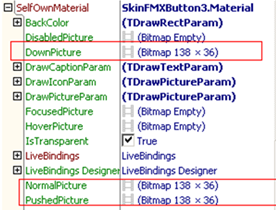 SelfOwnMaterial SkinFMXButton3.Material
BackColor (TDrawRectParam)
DisabledPicture (Bitmap Empty)
DownPicture (Bitmap 138 × 36)
DrawCaptionParam (TDrawTextParam)
DrawIconParam (TDrawPictureParam)
DrawPictureParam (TDrawPictureParam)
FocusedPicture (Bitmap Empty)
HoverPicture (Bitmap Empty)
IsTransparent True
LiveBindings LiveBindings
LiveBindings Designer LiveBindings Designer
NormalPicture (Bitmap 138 × 36)
PushedPicture (Bitmap 138 × 36)